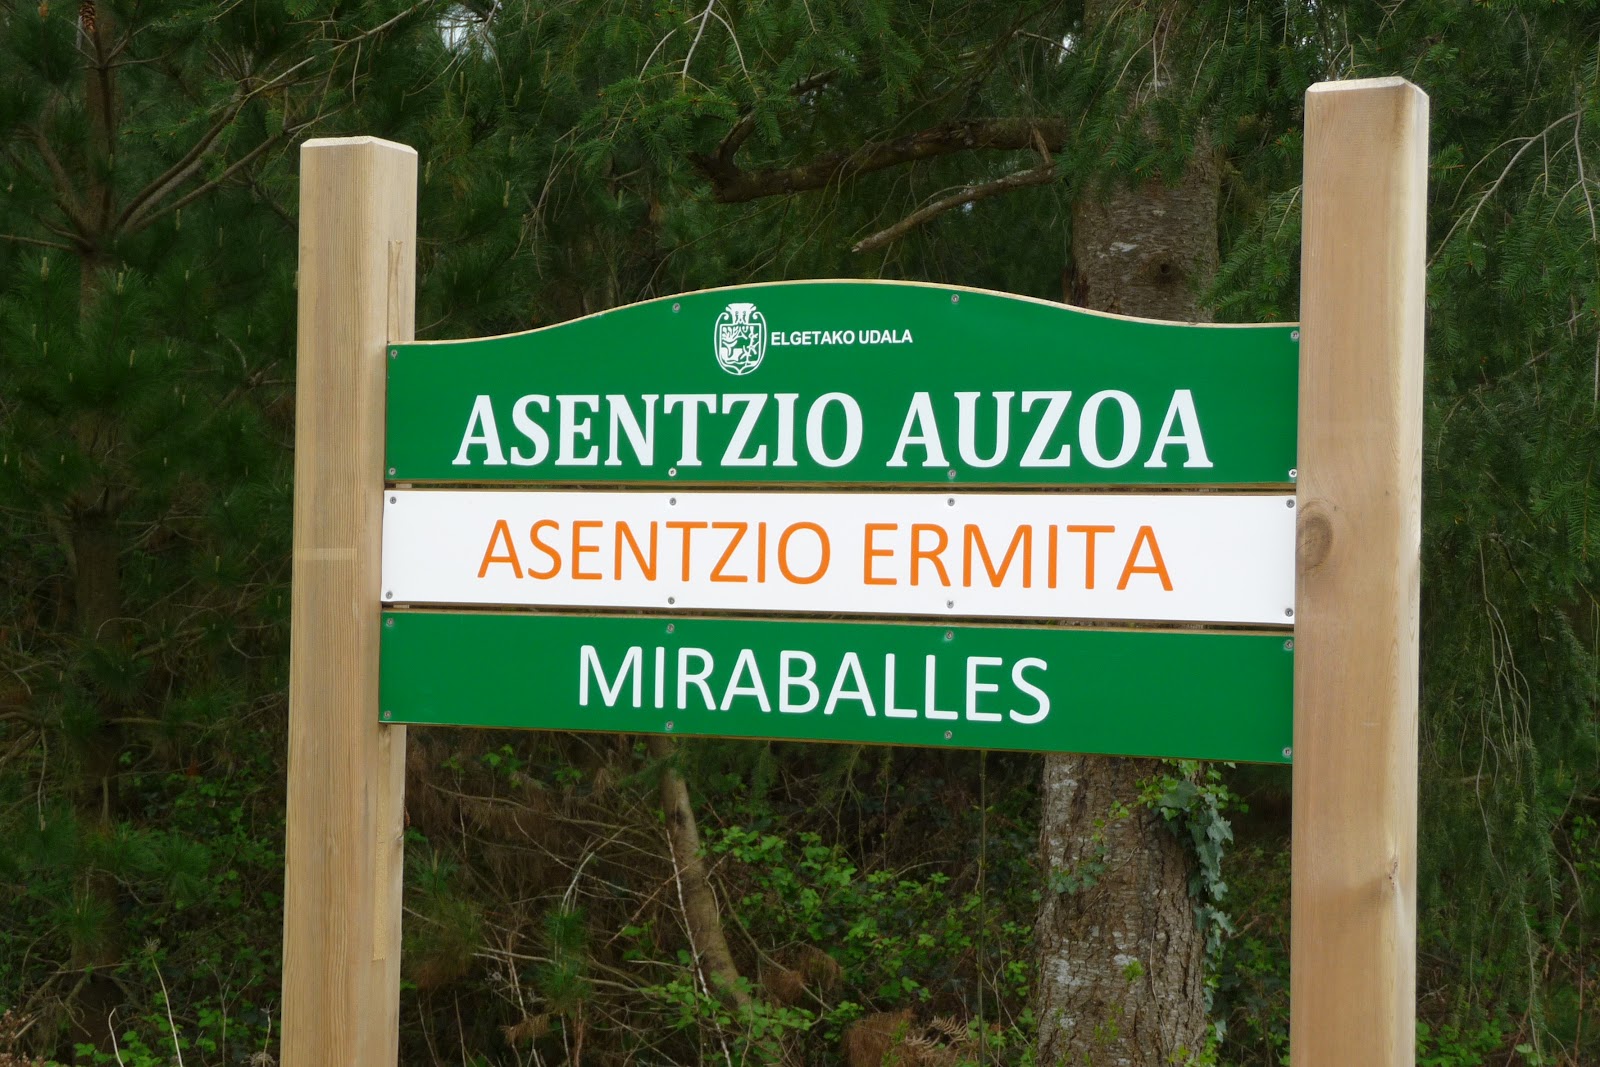 ELGETAKO UDALA
ASENTZIO AUZOA
ASENTZIO ERMITA
MIRABALLES